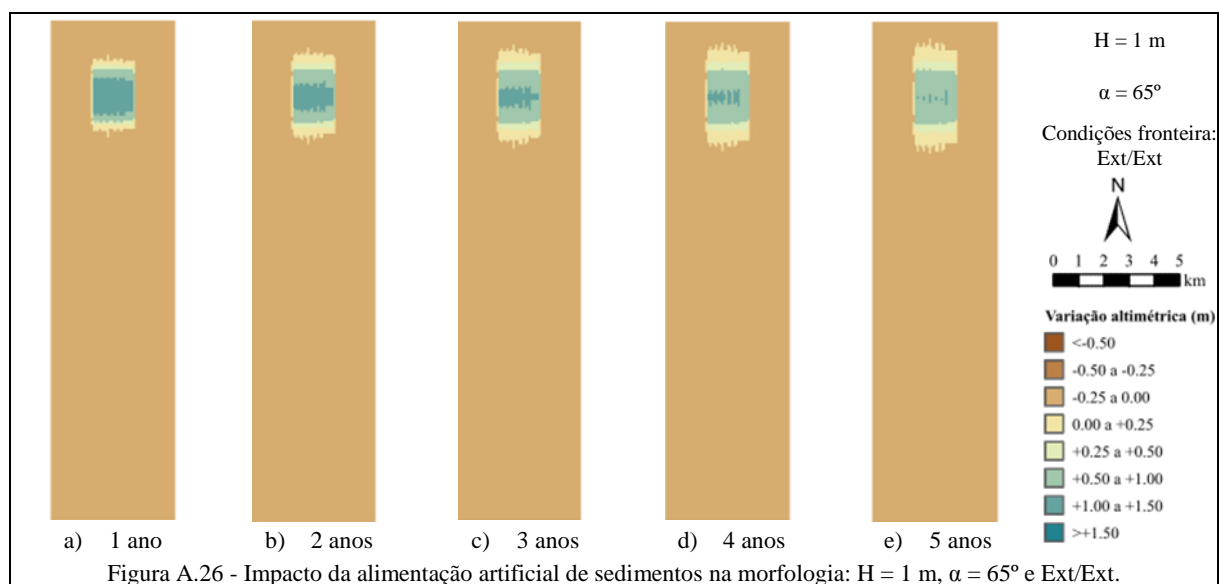 H = 1 m
α = 65º
Condições fronteira:
Ext/Ext
N
0 1 2 3 4 5
km
Variação altimétrica (m)
<-0.50
-0.50 a -0.25
-0.25 a 0.00
0.00 a +0.25
+0.25 a +0.50
+0.50 a +1.00
+1.00 a +1.50
>+1.50
a) 1 ano
b) 2 anos
c) 3 anos
d) 4 anos
e) 5 anos
Figura A.26 - Impacto da alimentação artificial de sedimentos na morfologia: H = 1 m, α = 65º e Ext/Ext.